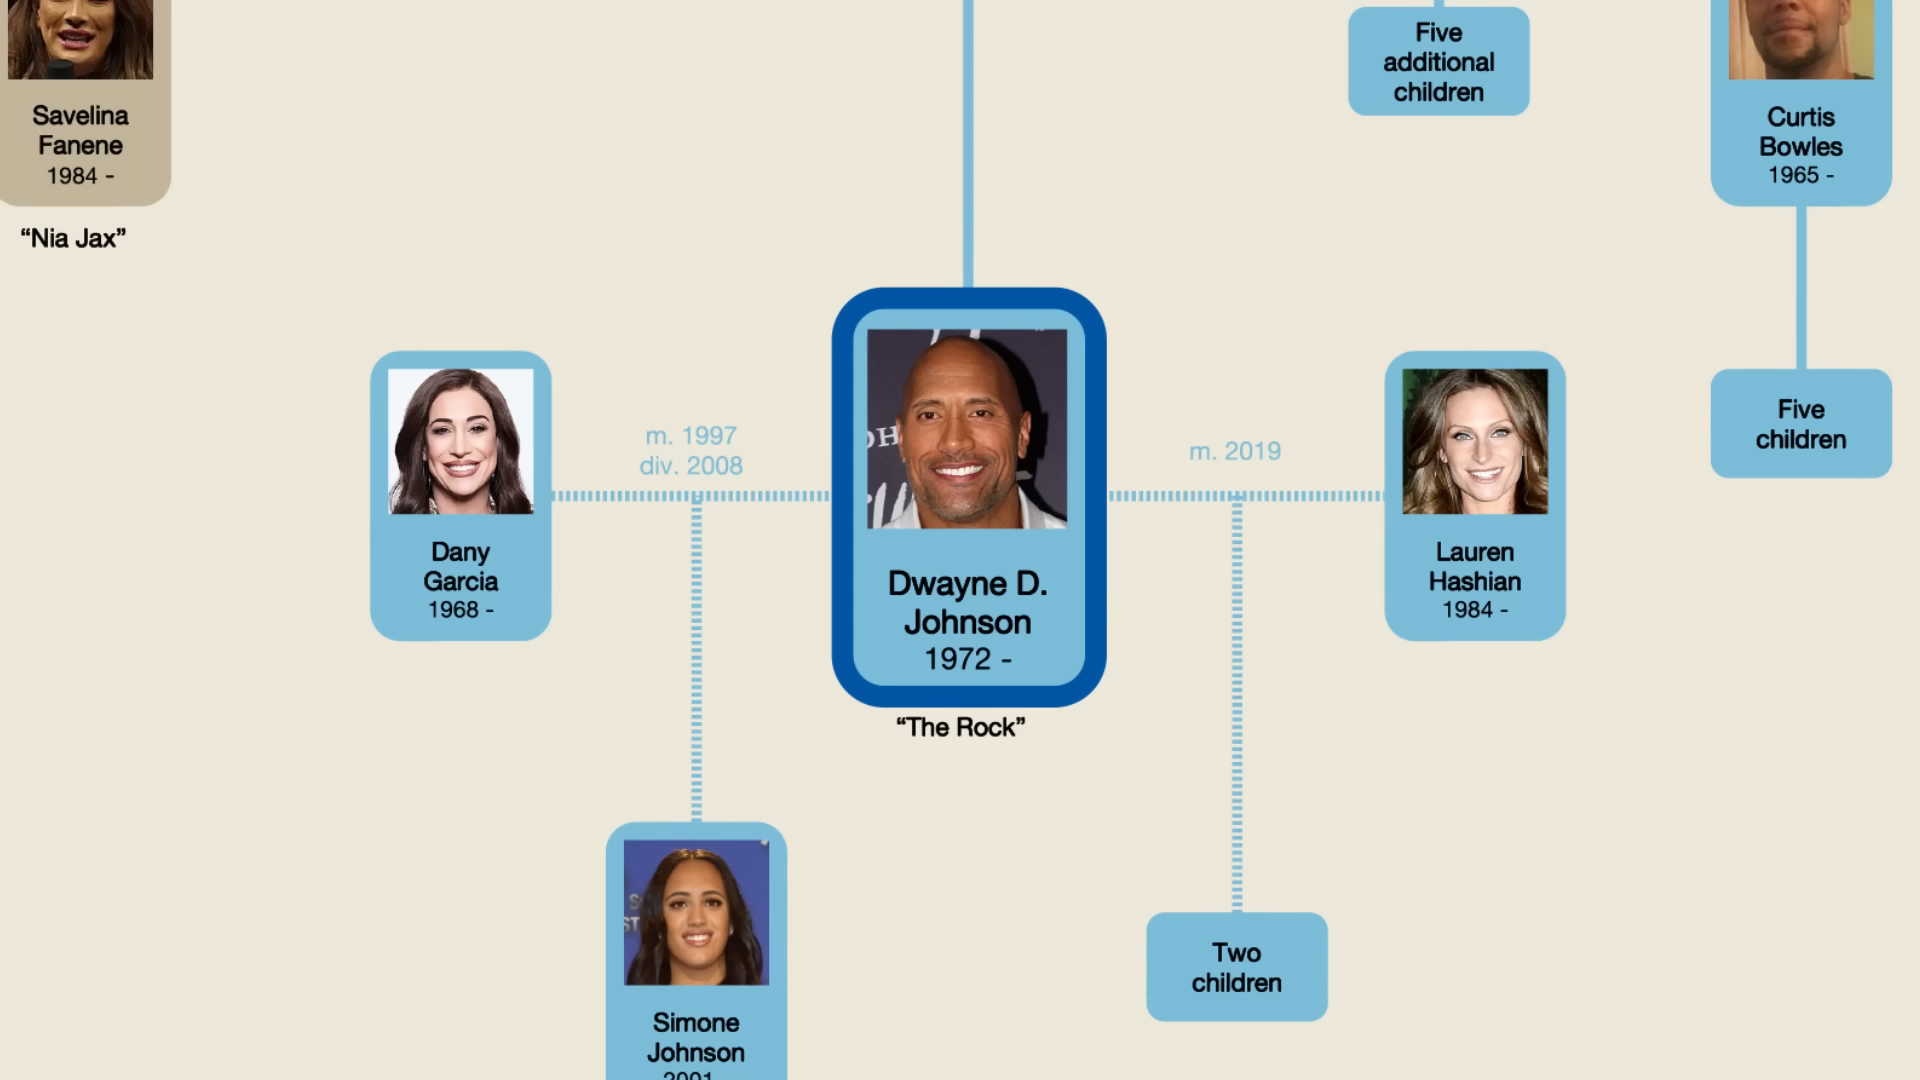 Five
additional
children
Savelina
Fanene
1984 -
“Nia Jax”
Curtis
Bowles
1965 -
Five
children
m. 1997
div. 2008
m. 2019
Dany
Garcia
1968 -
Dwayne D.
Johnson
1972 -
“The Rock”
Lauren
Hashian
1984 -
Two
children
Simone
Johnson
2001 -